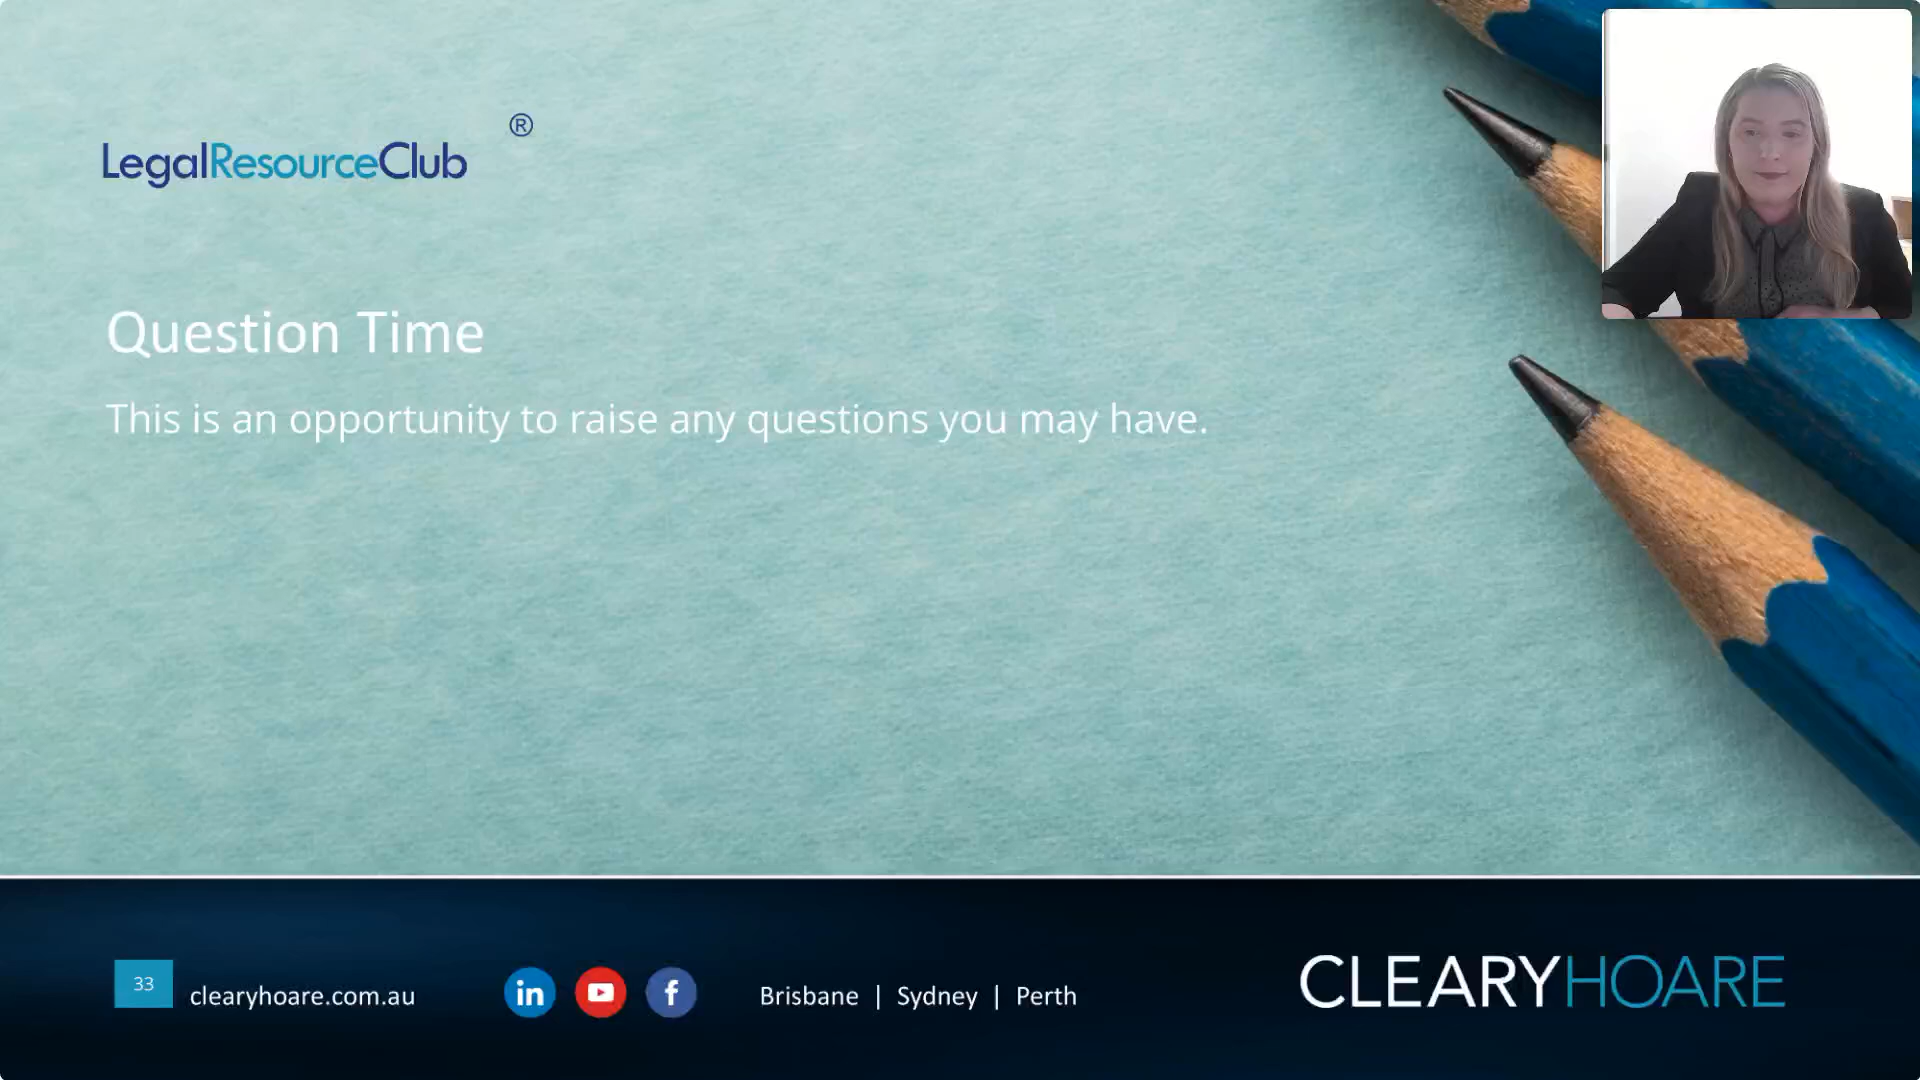 LegalResourceClub®
Question Time
This is an opportunity to raise any questions you may have.
33
clearyhoare.com.au
in
f
Brisbane | Sydney | Perth
CLEARYHOARE